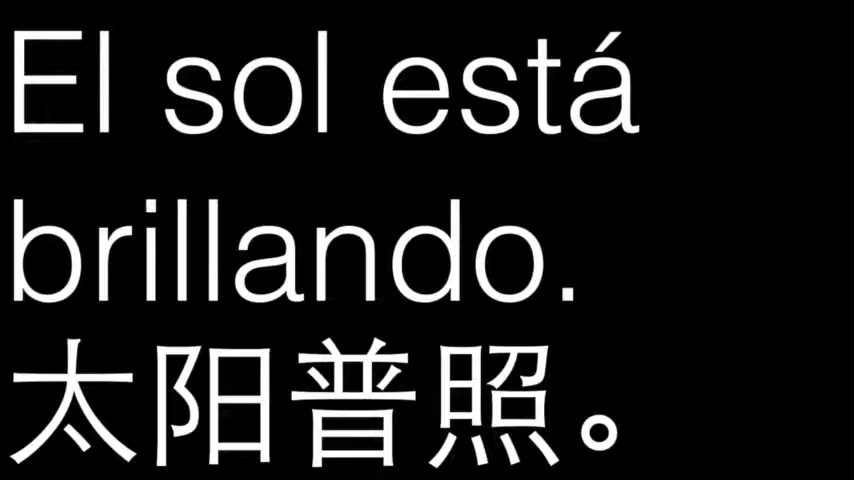 El sol está
brillando.
太阳普照。